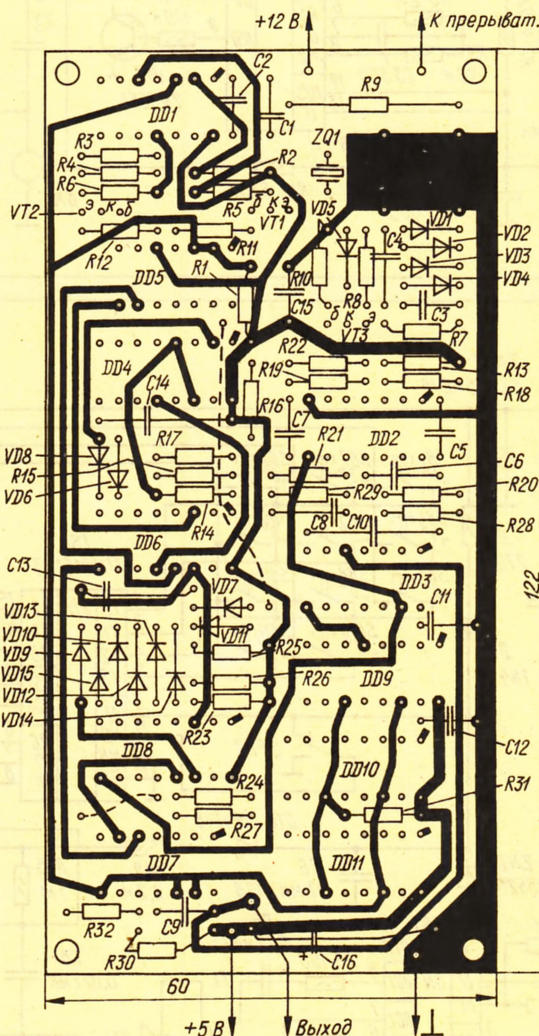 +12 В
К прерыват.
R9
C2
DD1
C1
R3
R4
R6
R2
ZQ1
VT2
э к б
R5
б к э
VT1
VD5
VD1
VD2
VD3
VD4
C4
R12
R11
DD5
R1
R10
C15
R8
C3
б к э
VT3
R7
R22
DD4
C14
R19
R16
R13
R18
C7
R21
DD2
C5
C6
VD8
R15
VD6
R17
R14
R29
R20
C8
C10
R28
DD6
C13
VD7
DD3
C11
VD13
VD10
VD9
VD15
VD12
VD14
VD11
R25
R26
R23
DD9
122
C12
DD8
R24
R27
DD10
R31
DD7
DD11
R32
C9
R30
+
C16
60
+5 В
Выход